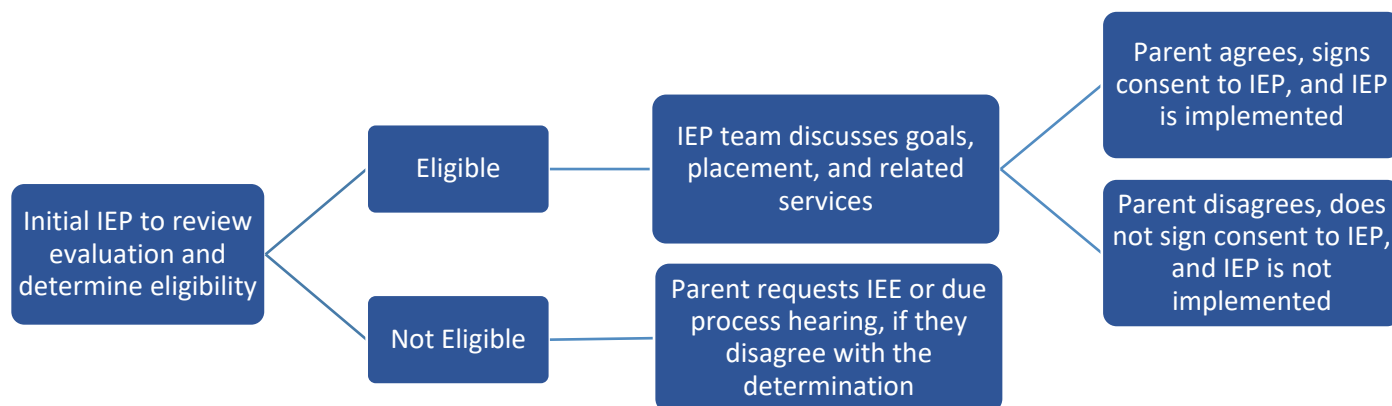 Initial IEP to review
evaluation and
determine eligibility
Eligible
IEP team discusses goals,
placement, and related
services
Parent agrees, signs
consent to IEP, and IEP
is implemented
Parent disagrees, does
not sign consent to IEP,
and IEP is not
implemented
Not Eligible
Parent requests IEE or due
process hearing, if they
disagree with the
determination